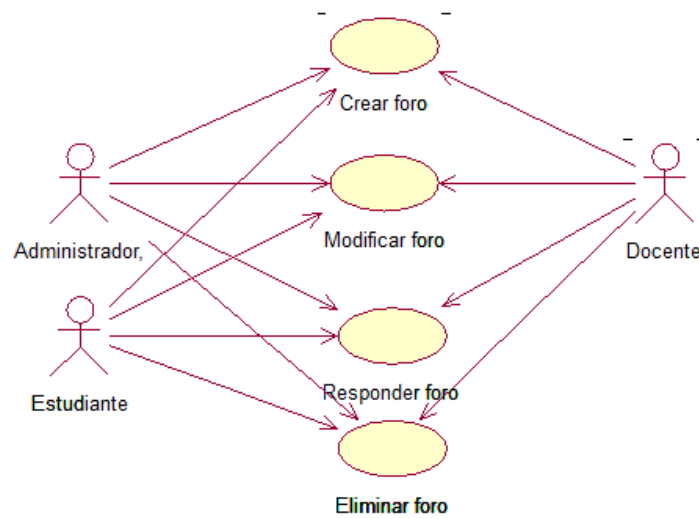 Crear foro
Modificar foro
Administrador,
Docente
Responder foro
Estudiante
Eliminar foro